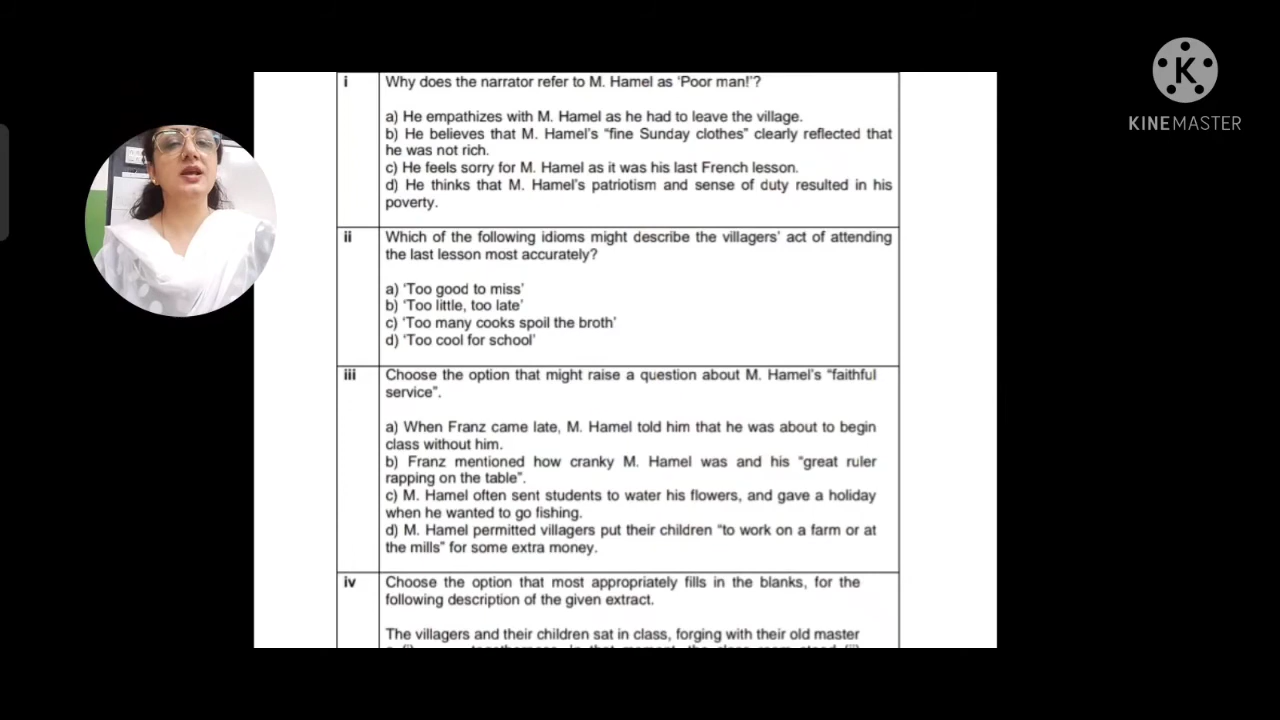 K
KINEMASTER
i
Why does the narrator refer to M. Hamel as ‘Poor man!’?
a) He empathizes with M. Hamel as he had to leave the village.
b) He believes that M. Hamel's “fine Sunday clothes” clearly reflected that
he was not rich.
c) He feels sorry for M. Hamel as it was his last French lesson.
d) He thinks that M. Hamel's patriotism and sense of duty resulted in his
poverty.
ii
Which of the following idioms might describe the villagers’ act of attending
the last lesson most accurately?
a) ‘Too good to miss’
b) ‘Too little, too late’
c) ‘Too many cooks spoil the broth’
d) ‘Too cool for school’
iii
Choose the option that might raise a question about M. Hamel's “faithful
service”.
a) When Franz came late, M. Hamel told him that he was about to begin
class without him.
b) Franz mentioned how cranky M. Hamel was and his “great ruler
rapping on the table”.
c) M. Hamel often sent students to water his flowers, and gave a holiday
when he wanted to go fishing.
d) M. Hamel permitted villagers put their children “to work on a farm or at
the mills” for some extra money.
iv
Choose the option that most appropriately fills in the blanks, for the
following description of the given extract.
The villagers and their children sat in class, forging with their old master